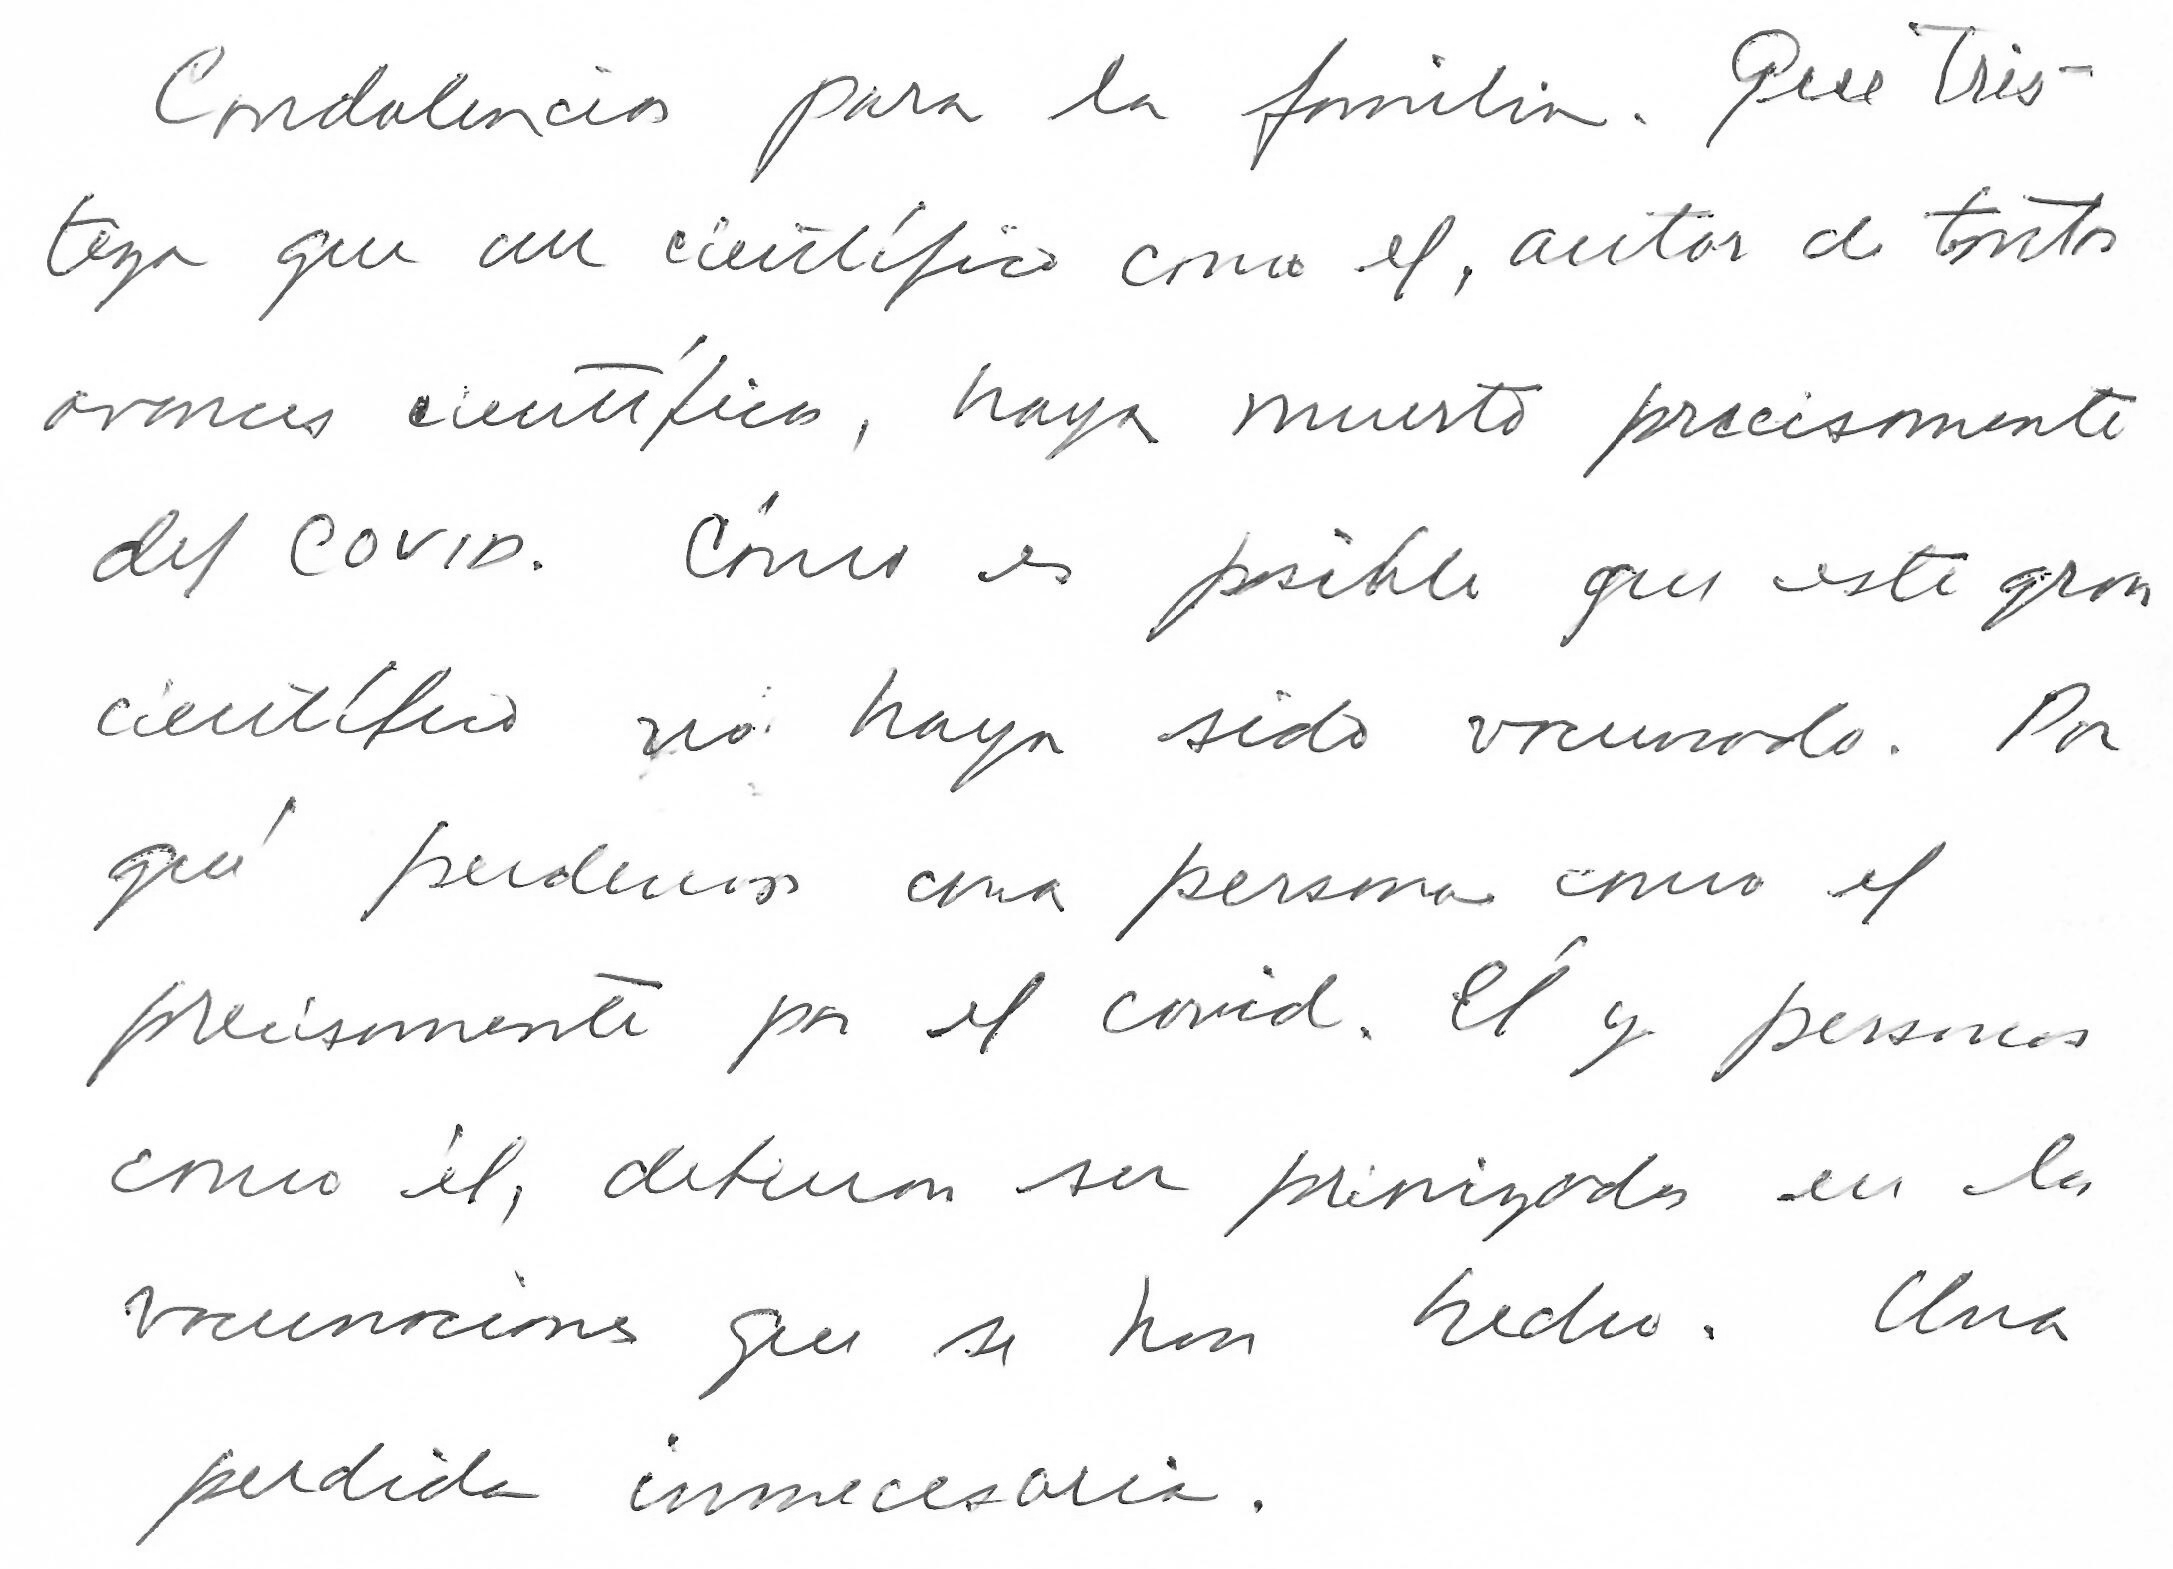 Condolencias para la familia. Que tris-
teza que un científico como el, autor de tantos
avances científicos, haya muerto precisamente
del COVID. Cómo es posible que este gran
científico no haya sido vacunado. Por
qué perdemos una persona como el
precisamente por el covid. Él y personas
como él, debieron ser priorizados en las
vacunaciones que se han hecho. Una
perdida innecesaria.